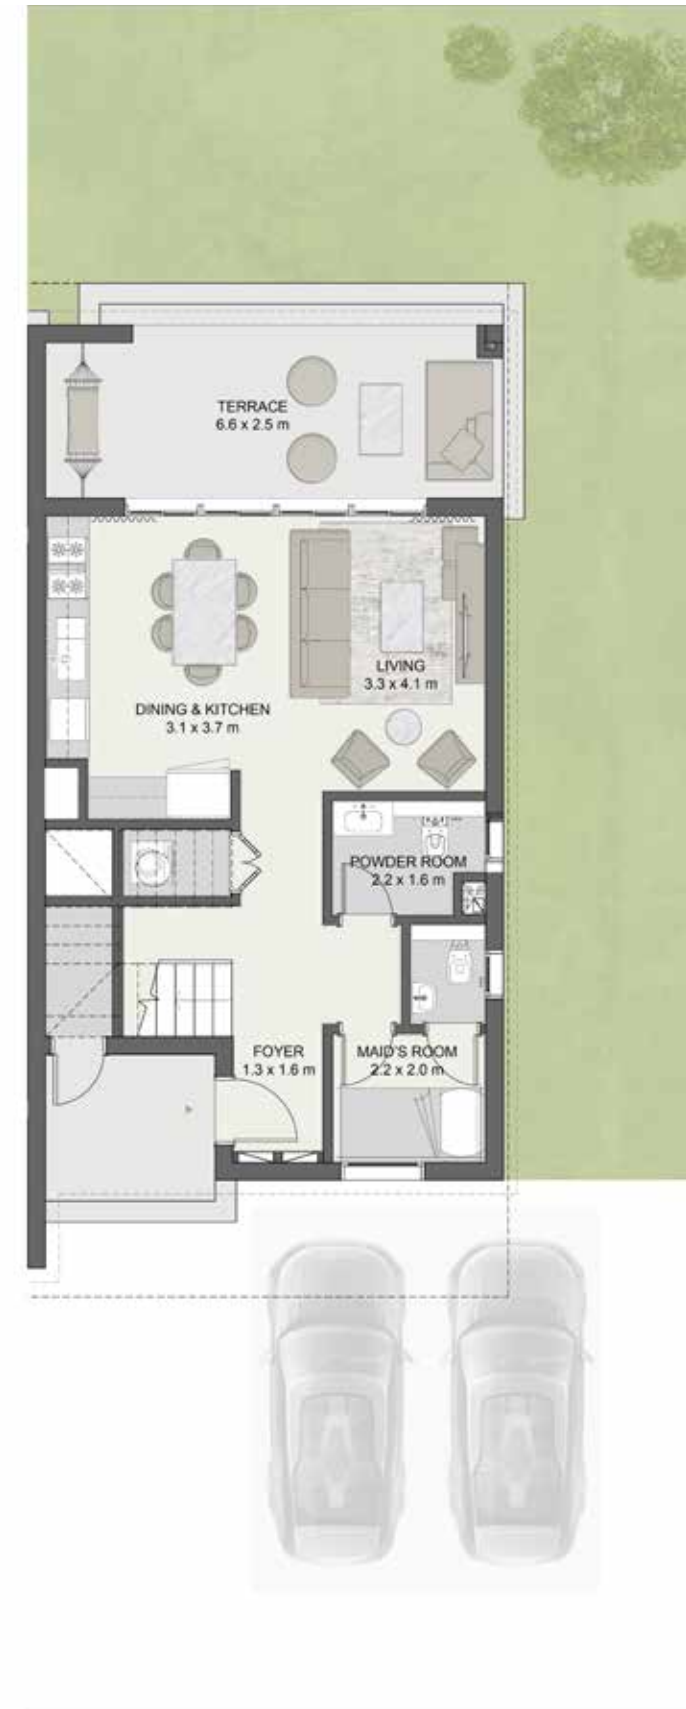 TERRACE
6.6 x 2.5 m
LIVING
3.3 x 4.1 m
DINING & KITCHEN
3.1 x 3.7 m
POWDER ROOM
2.2 x 1.6 m
FOYER
1.3 x 1.6 m
MAID'S ROOM
2.2 x 2.0 m